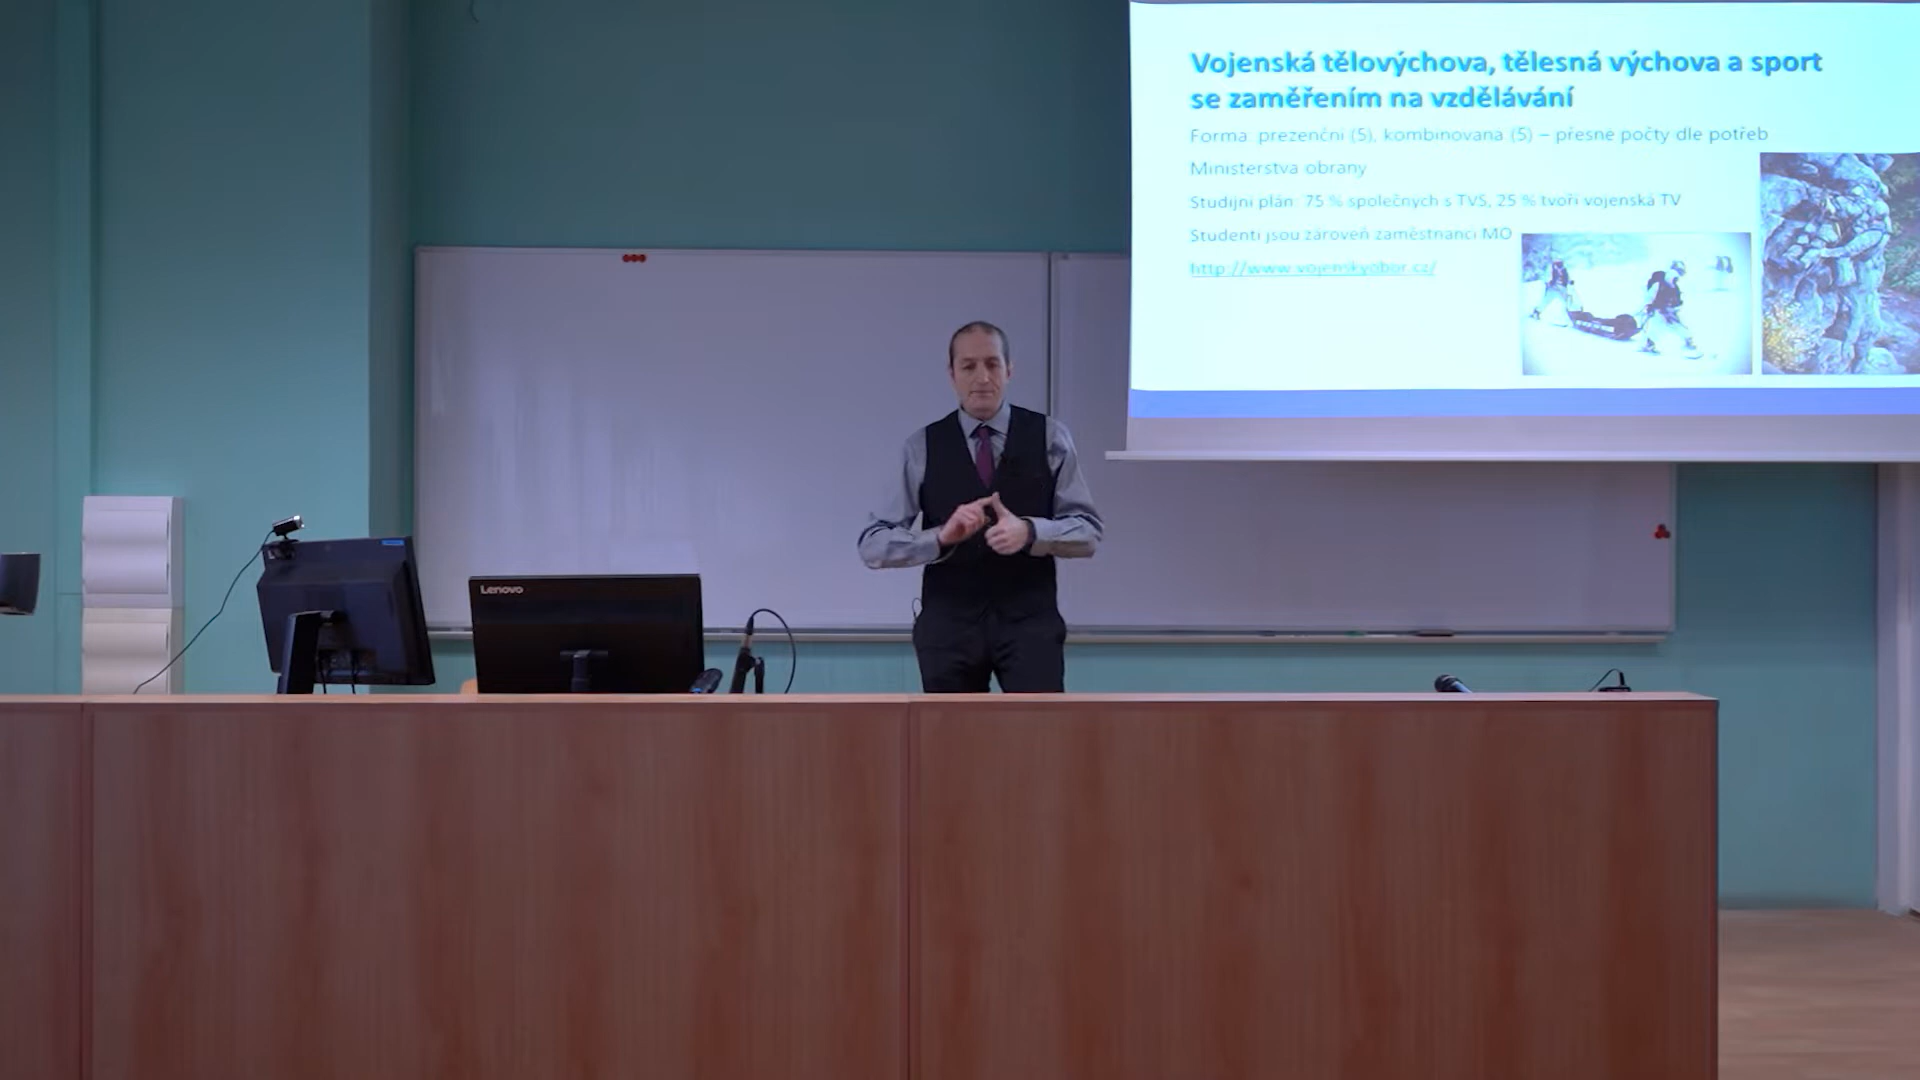 Vojenská tělovýchova, tělesná výchova a sport
se zaměřením na vzdělávání
Forma: prezenční (5), kombinovaná (5) – přesné počty dle potřeb
Ministerstva obrany
Studijní plán: 75 % společných s TVS, 25 % tvoří vojenská TV
Studenti jsou zároveň zaměstnanci MO
http://www.vojenskyobor.cz/
Lenovo